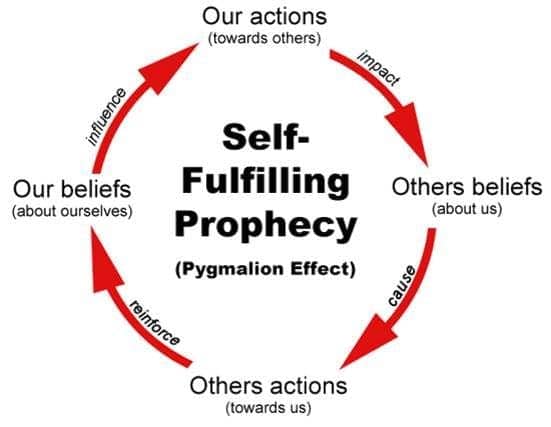 Our actions
(towards others)
impact
influence
Self-
Fulfilling
Prophecy
(Pygmalion Effect)
Our beliefs
(about ourselves)
Others beliefs
(about us)
cause
reinforce
Others actions
(towards us)